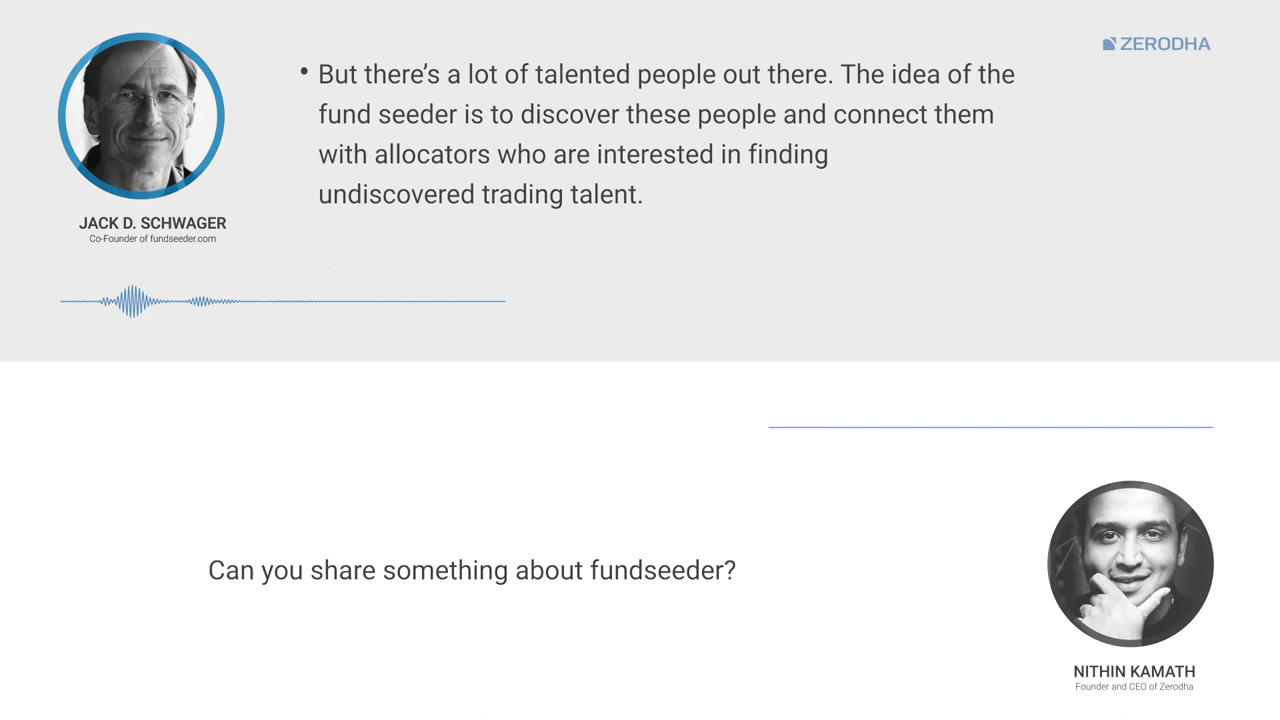 ZERODHA
• But there's a lot of talented people out there. The idea of the
fund seeder is to discover these people and connect them
with allocators who are interested in finding
undiscovered trading talent.
JACK D. SCHWAGER
Co-Founder of fundseeder.com
Can you share something about fundseeder?
NITHIN KAMATH
Founder and CEO of Zerodha